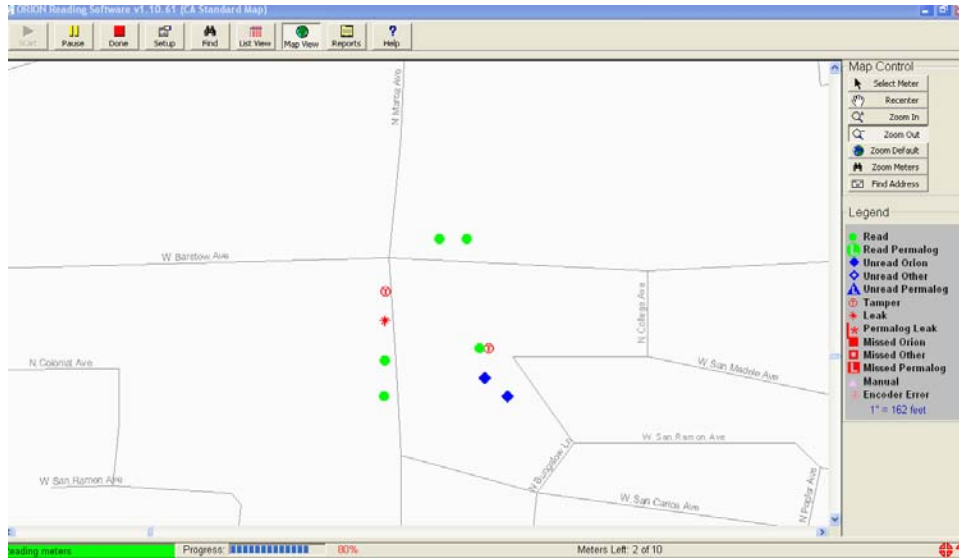 ORION Reading Software v1.10.61 (CA Standard Map)
Start Pause Done Setup Find List View Map View Reports Help
Map Control
Select Meter
Recenter
Zoom In
Zoom Out
Zoom Default
Zoom Meters
Find Address
Legend
Read
Read Permalog
Unread Orion
Unread Other
Unread Permalog
Tamper
Leak
Permalog Leak
Missed Orion
Missed Other
Missed Permalog
Manual
Encoder Error
1" = 162 feet
N Maroa Ave
W Barstow Ave
N College Ave
N Colonial Ave
W San Madele Ave
W San Ramon Ave
N Bungalow Ln
W San Ramon Ave
W San Carlos Ave
N Poplar Ave
eading meters Progress: 80% Meters Left: 2 of 10